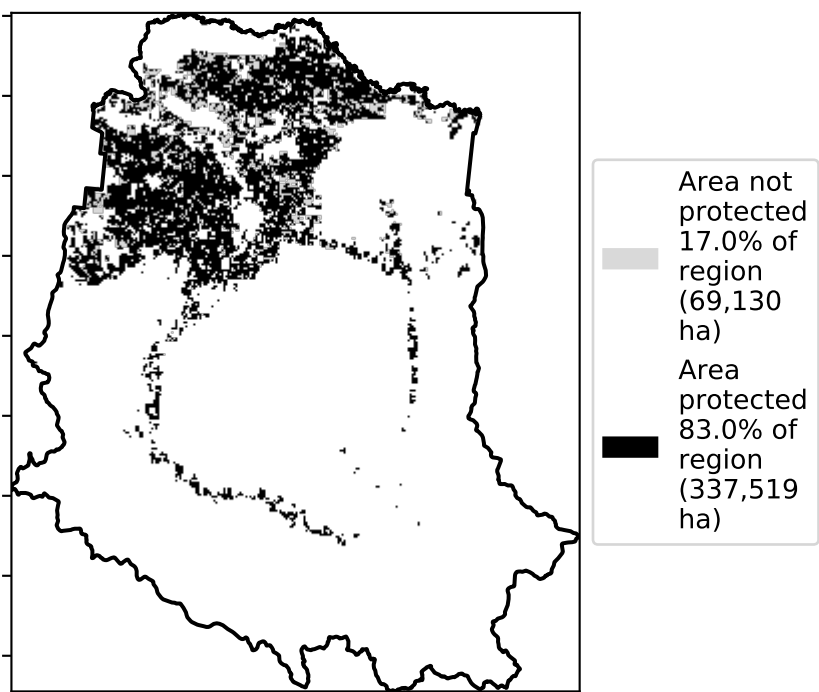 Area not
protected
17.0% of
region
(69,130
ha)
Area
protected
83.0% of
region
(337,519
ha)